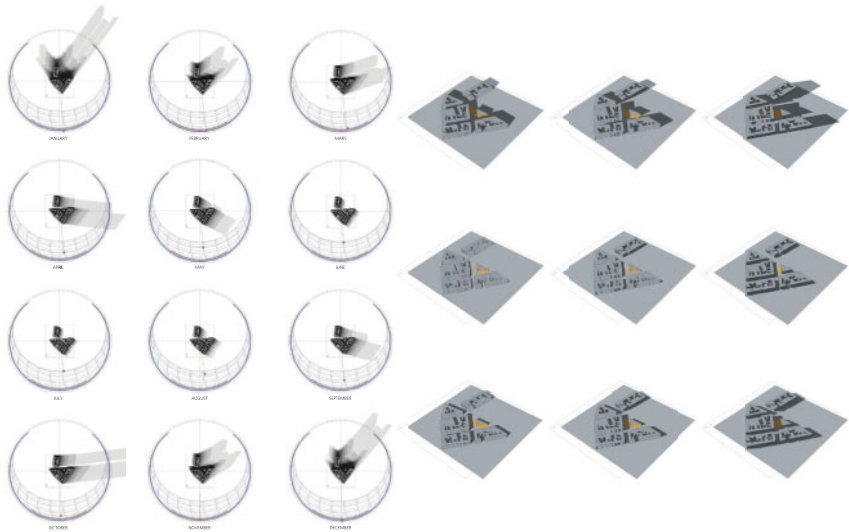 JANUARY
FEBRUARY
MARS
APRIL
MAY
JUNE
JULY
AUGUST
SEPTEMBER
OCTOBER
NOVEMBER
DECEMBER